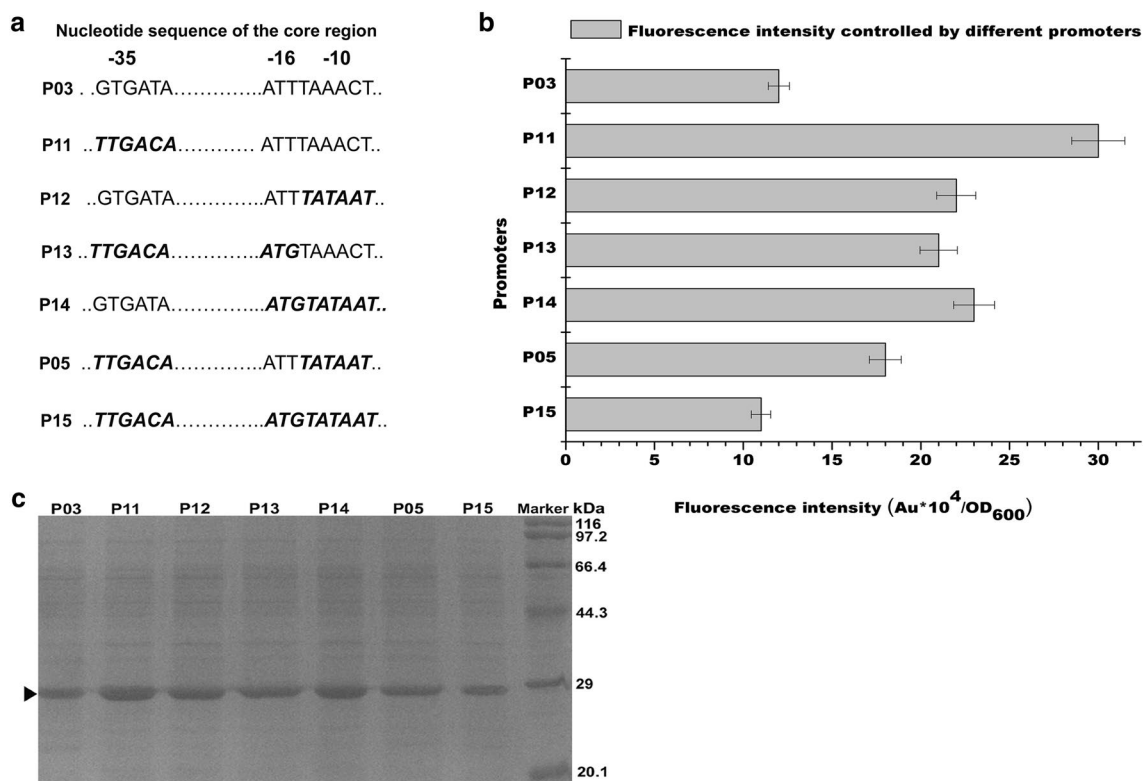 a
Nucleotide sequence of the core region
-35 -16 -10
P03 . .GTGATA..............ATTTAAACT..
P11 ..TTGACA............. ATTTAAACT..
P12 ..GTGATA..............ATTTATAAT..
P13 ..TTGACA..............ATGTAAACT..
P14 ..GTGATA..............ATGTATAAT..
P05 ..TTGACA..............ATTTATAAT..
P15 ..TTGACA..............ATGTATAAT..
b
Fluorescence intensity controlled by different promoters
Promoters
P03
P11
P12
P13
P14
P05
P15
0 5 10 15 20 25 30
Fluorescence intensity (Au*10^4/OD600)
c
P03 P11 P12 P13 P14 P05 P15 Marker kDa
116
97.2
66.4
44.3
29
20.1